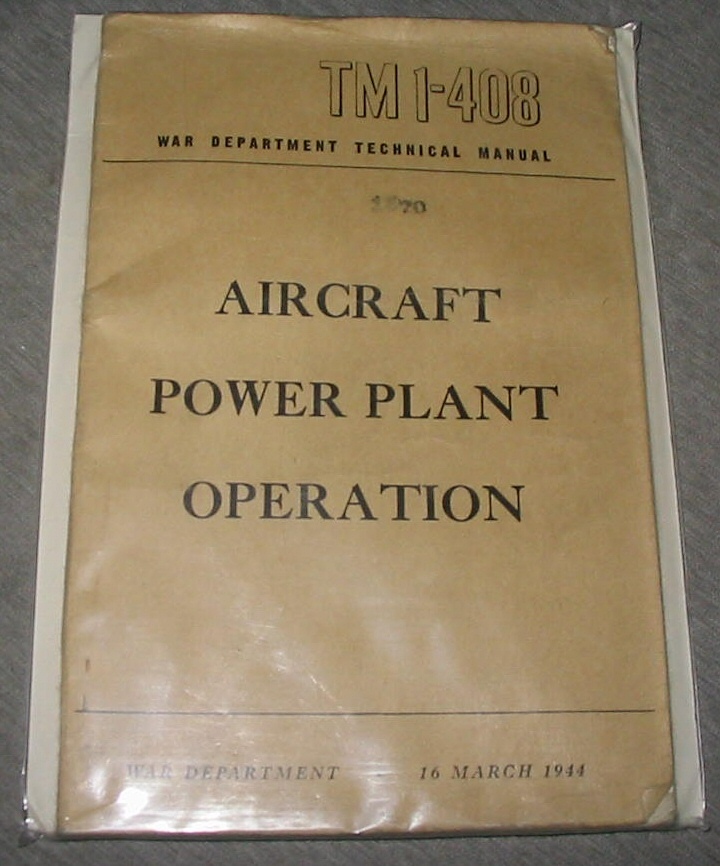 TM 1-408
WAR DEPARTMENT TECHNICAL MANUAL
AIRCRAFT
POWER PLANT
OPERATION
WAR DEPARTMENT - 16 MARCH 1944